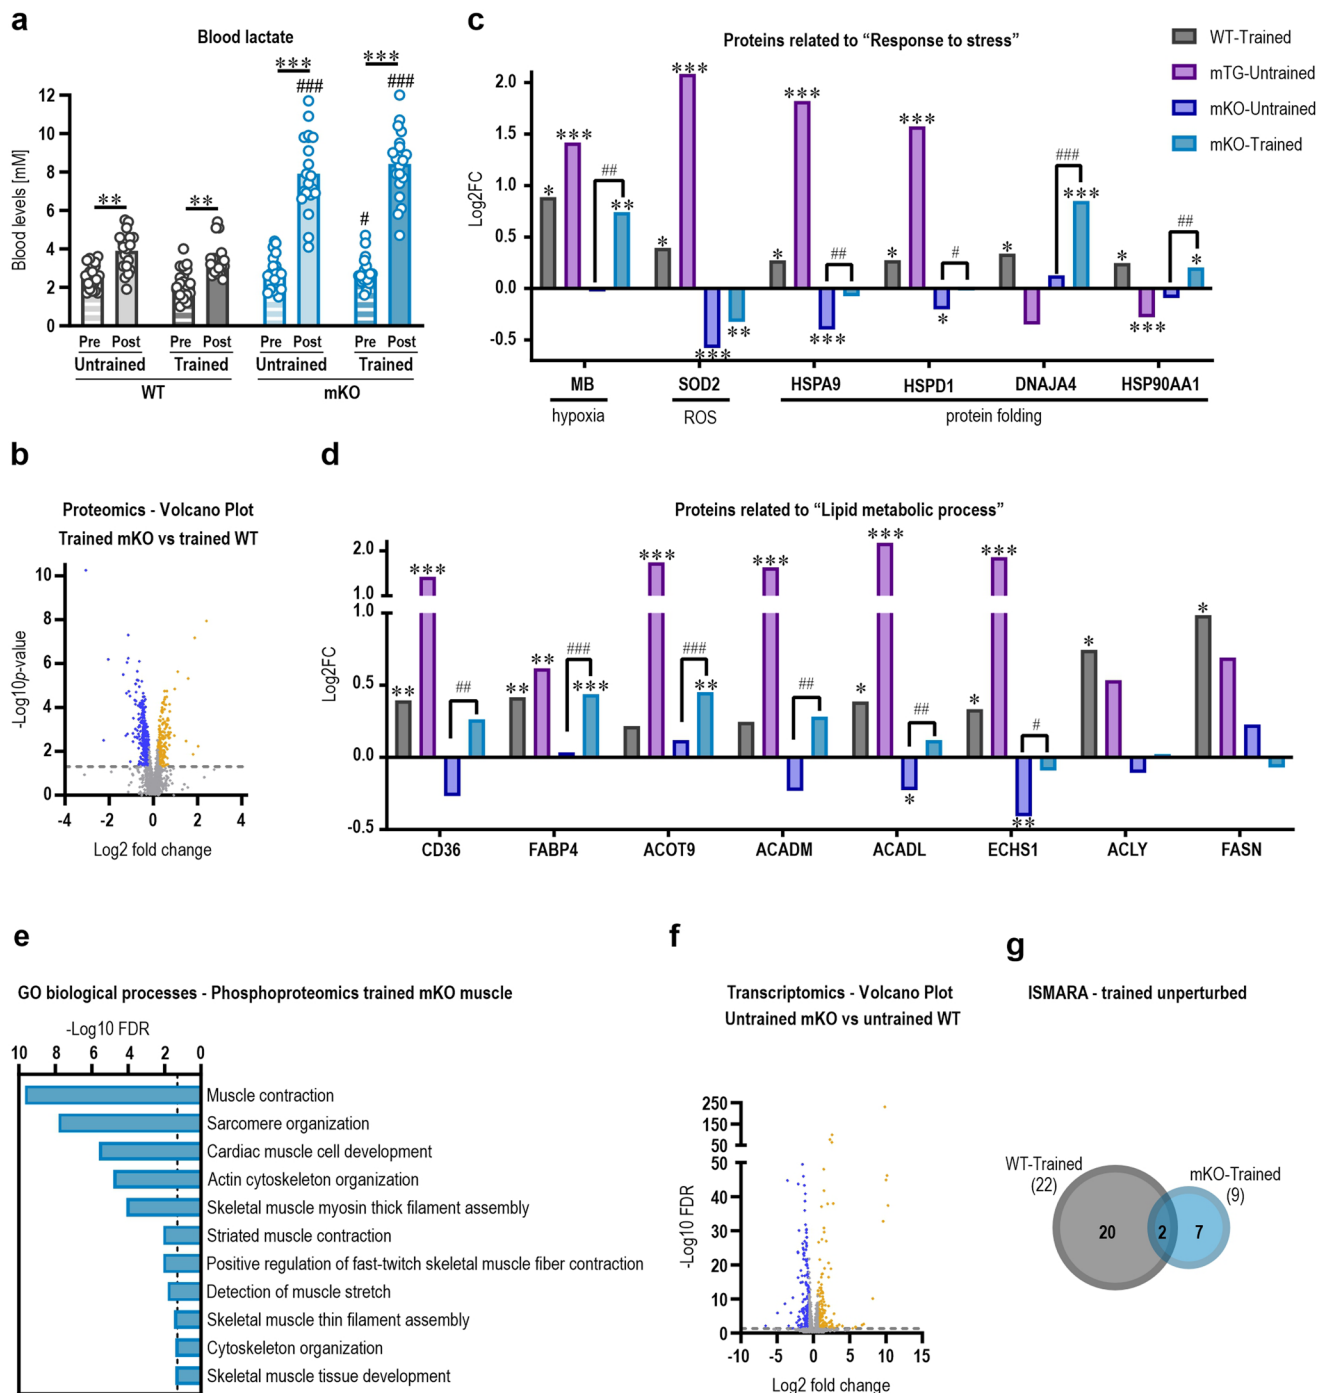 a
Blood lactate
*** ***
### ###
12
10
8
6
4
2
0
Blood levels [mM]
** **
#
Pre Post Pre Post Pre Post Pre Post
Untrained Trained Untrained Trained
WT mKO
b
Proteomics - Volcano Plot
Trained mKO vs trained WT
10
8
6
4
2
0
-Log10p-value
-4 -2 0 2 4
Log2 fold change
c
Proteins related to “Response to stress”
WT-Trained
mTG-Untrained
mKO-Untrained
mKO-Trained
2.0
1.5
1.0
0.5
0.0
-0.5
Log2FC
* *** ## **
* *** *** **
* *** *** ##
* *** * #
* ### ***
* *** ## *
MB SOD2 HSPA9 HSPD1 DNAJA4 HSP90AA1
hypoxia ROS protein folding
d
Proteins related to “Lipid metabolic process”
2.0
1.0
1.0
0.5
0.0
-0.5
Log2FC
** *** ##
** ** ### ***
*** ### **
*** ##
* *** * ##
* *** ** #
*
*
CD36 FABP4 ACOT9 ACADM ACADL ECHS1 ACLY FASN
e
GO biological processes - Phosphoproteomics trained mKO muscle
-Log10 FDR
10 8 6 4 2 0
Muscle contraction
Sarcomere organization
Cardiac muscle cell development
Actin cytoskeleton organization
Skeletal muscle myosin thick filament assembly
Striated muscle contraction
Positive regulation of fast-twitch skeletal muscle fiber contraction
Detection of muscle stretch
Skeletal muscle thin filament assembly
Cytoskeleton organization
Skeletal muscle tissue development
f
Transcriptomics - Volcano Plot
Untrained mKO vs untrained WT
250
150
50
50
40
30
20
10
0
-Log10 FDR
-10 -5 0 5 10 15
Log2 fold change
g
ISMARA - trained unperturbed
WT-Trained
(22)
mKO-Trained
(9)
20 2 7